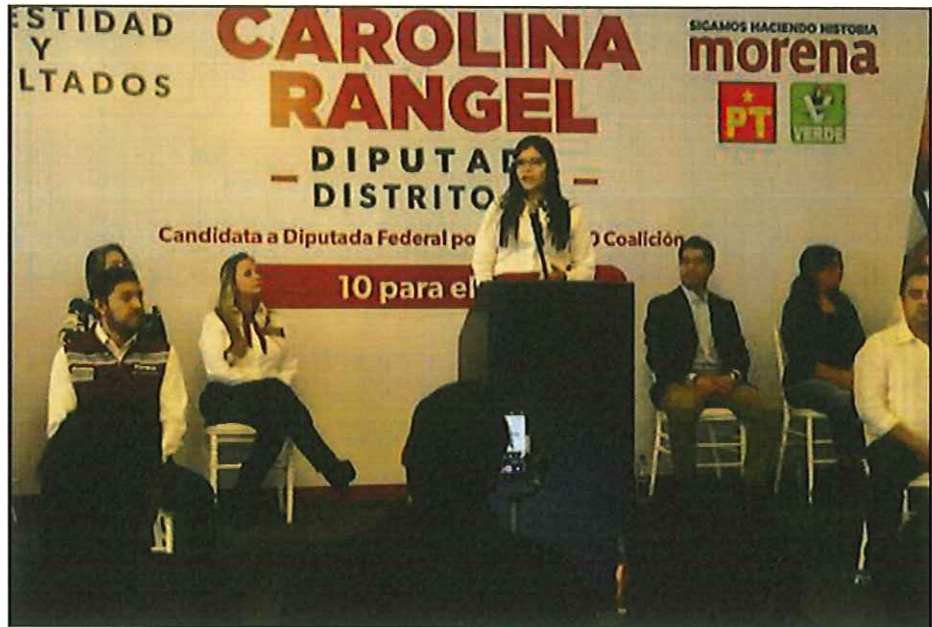 ESTIDAD
Y
LTADOS
CAROLINA
RANGEL
DIPUTAD
DISTRITO
Candidata a Diputada Federal po
0 Coalición
10 para el
SIGAMOS HACIENDO HISTORIA
morena
PT
VERDE